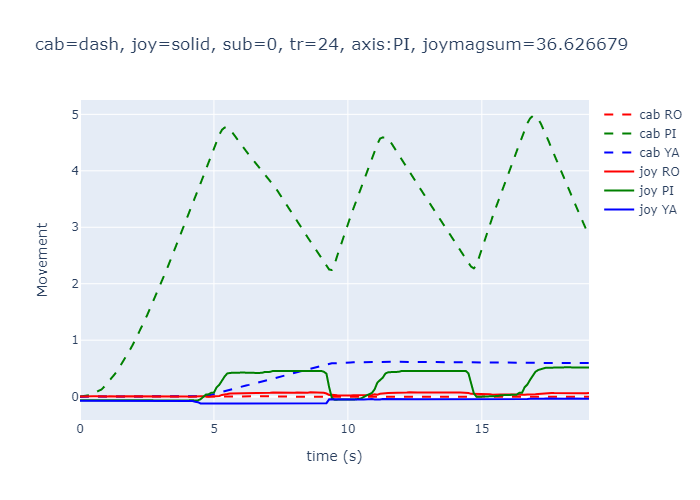 cab=dash, joy=solid, sub=0, tr=24, axis:PI, joymagsum=36.626679
cab RO
cab PI
cab YA
joy RO
joy PI
joy YA
Movement
5
4
3
2
1
0
0
5
10
15
time (s)